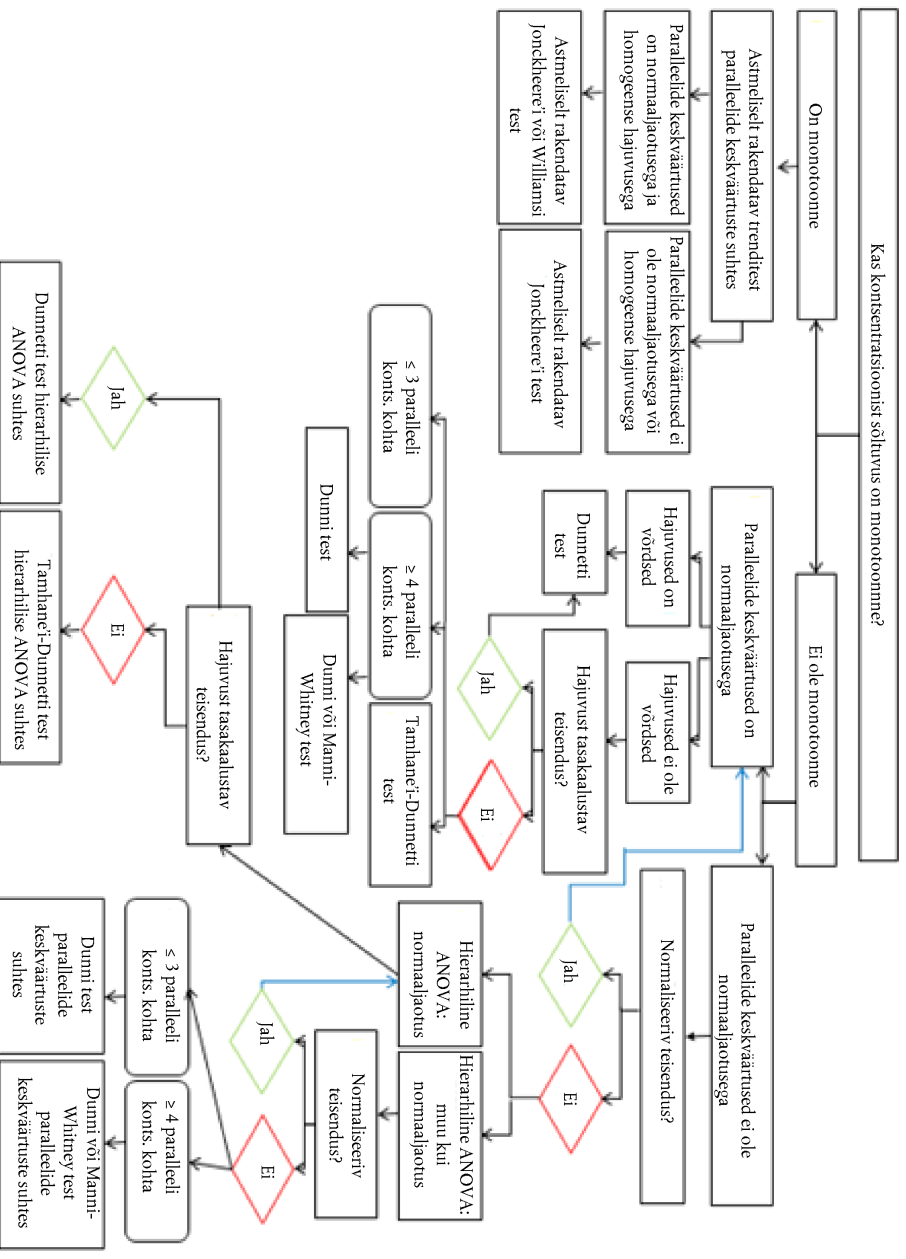 Kas kontsentratsioonist sõltuvus on monotoonnne?
On monotoonne
Ei ole monotoonne
Astmeliselt rakendatav trenditest
paralleelide keskväärtuste suhtes
Paralleelide keskväärtused on
normaaljaotusega
Paralleelide keskväärtused ei ole
normaaljaotusega
Paralleelide keskväärtused
on normaaljaotusega ja
homogeense hajuvusega
Paralleelide keskväärtused ei
ole normaaljaotusega või
homogeense hajuvusega
Hajuvused on
võrdsed
Hajuvused ei ole
võrdsed
Normaliseeriv teisendus?
Astmeliselt rakendatav
Jonckheere'i või Williamsi
test
Astmeliselt rakendatav
Jonckheere'i test
Dunnetti
test
Hajuvust tasakaalustav
teisendus?
Jah
Ei
Jah
Ei
≤ 3 paralleeli
konts. kohta
≥ 4 paralleeli
konts. kohta
Tamhane'i-Dunnetti
test
Hierarhiline
ANOVA:
normaaljaotus
Hierarhiline ANOVA:
muu kui
normaaljaotus
Dunni test
Dunni või Manni-
Whitney test
Normaliseeriv
teisendus?
Hajuvust tasakaalustav
teisendus?
Jah
Ei
Jah
Ei
≤ 3 paralleeli
konts. kohta
≥ 4 paralleeli
konts. kohta
Dunnetti test hierarhilise
ANOVA suhtes
Tamhane'i-Dunnetti test
hierarhilise ANOVA suhtes
Dunni test
paralleelide
keskväärtuste
suhtes
Dunni või Manni-
Whitney test
paralleelide
keskväärtuste suhtes